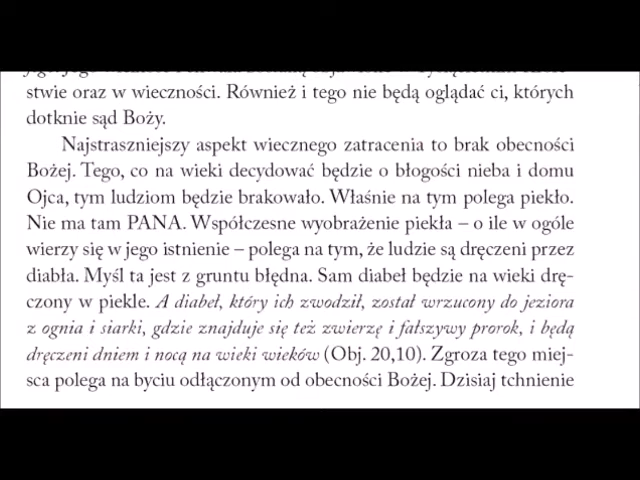 stwie oraz w wieczności. Również i tego nie będą oglądać ci, których
dotknie sąd Boży.
Najstraszniejszy aspekt wiecznego zatracenia to brak obecności
Bożej. Tego, co na wieki decydować będzie o błogości nieba i domu
Ojca, tym ludziom będzie brakowało. Właśnie na tym polega piekło.
Nie ma tam PANA. Współczesne wyobrażenie piekła – o ile w ogóle
wierzy się w jego istnienie – polega na tym, że ludzie są dręczeni przez
diabła. Myśl ta jest z gruntu błędna. Sam diabeł będzie na wieki drę-
czony w piekle. A diabeł, który ich zwodził, został wrzucony do jeziora
z ognia i siarki, gdzie znajduje się też zwierzę i fałszywy prorok, i będą
dręczeni dniem i nocą na wieki wieków (Obj. 20,10). Zgroza tego miej-
sca polega na byciu odłączonym od obecności Bożej. Dzisiaj tchnienie